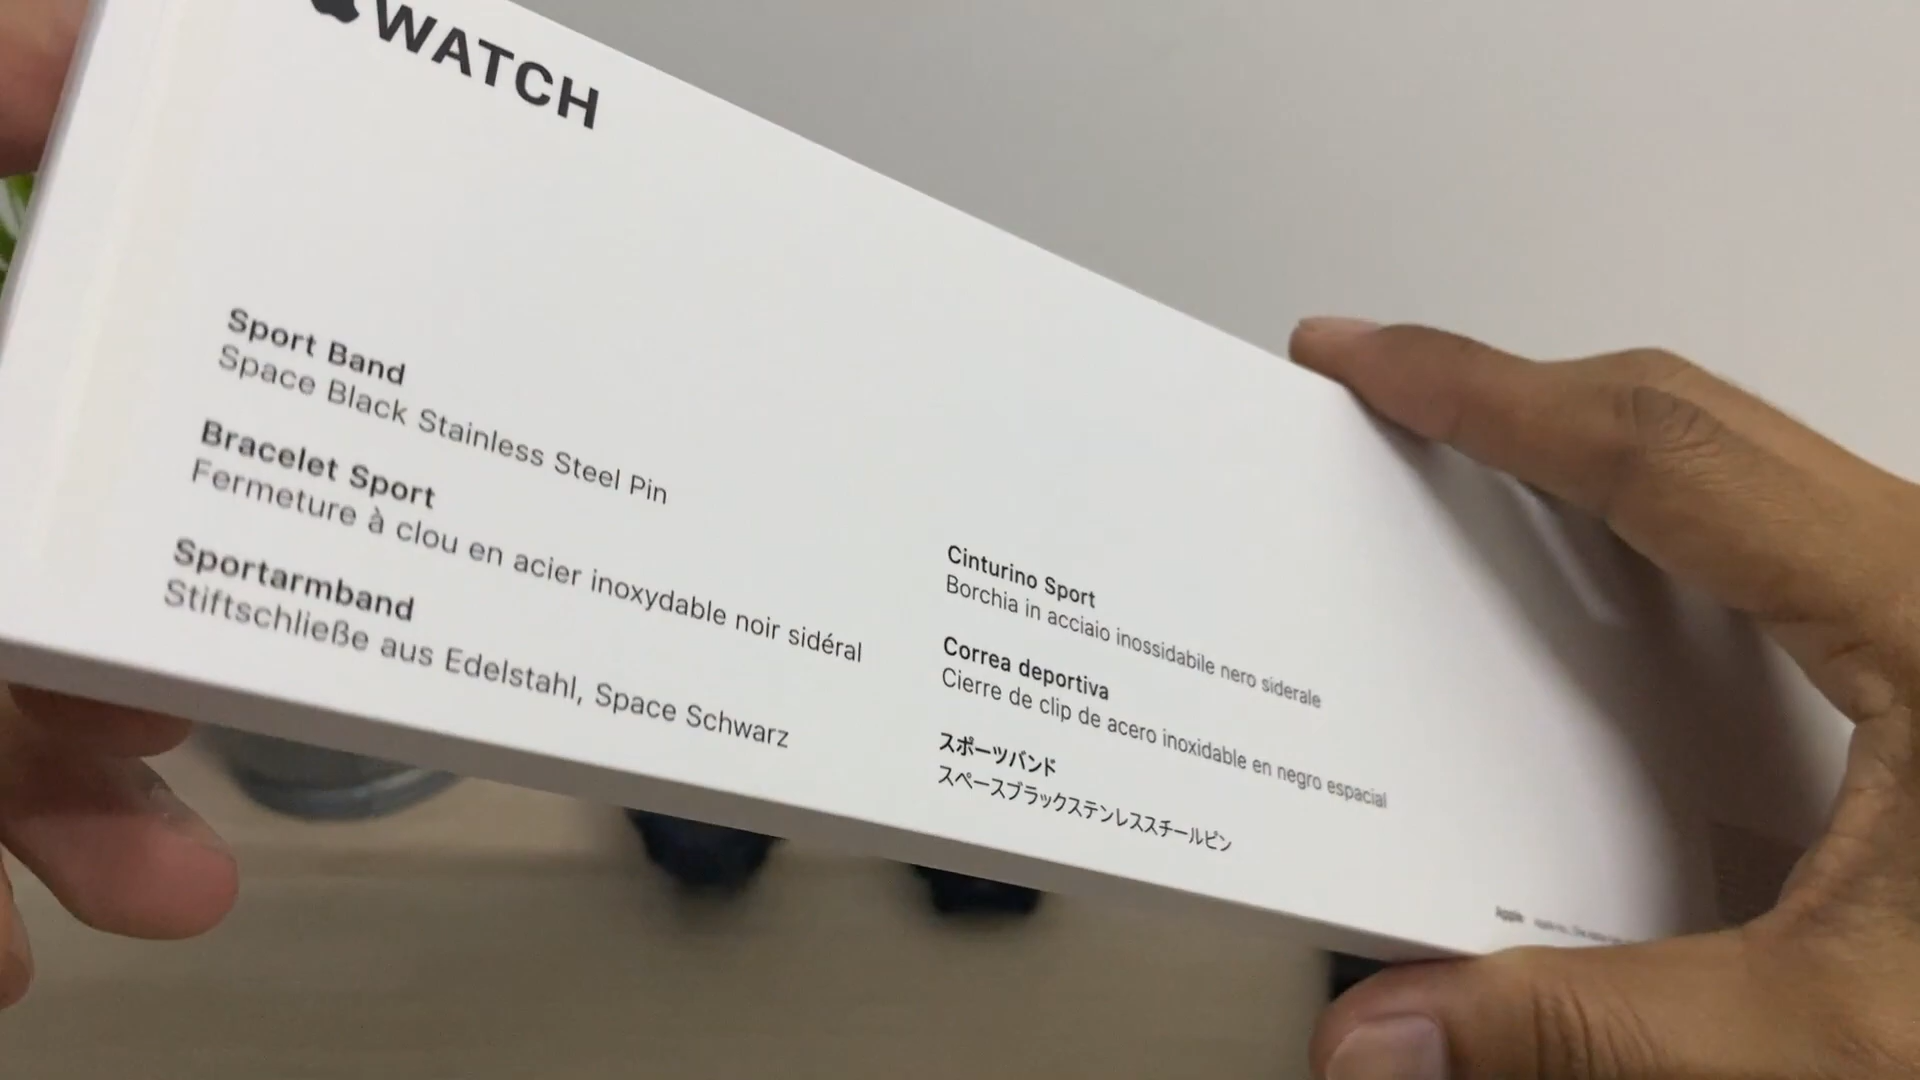 WATCH
Sport Band
Space Black Stainless Steel Pin
Bracelet Sport
Fermeture à clou en acier inoxydable noir sidéral
Sportarmband
Stiftschließe aus Edelstahl, Space Schwarz
Cinturino Sport
Borchia in acciaio inossidabile nero siderale
Correa deportiva
Cierre de clip de acero inoxidable en negro espacial
スポーツバンド
スペースブラックステンレススチールピン
Apple